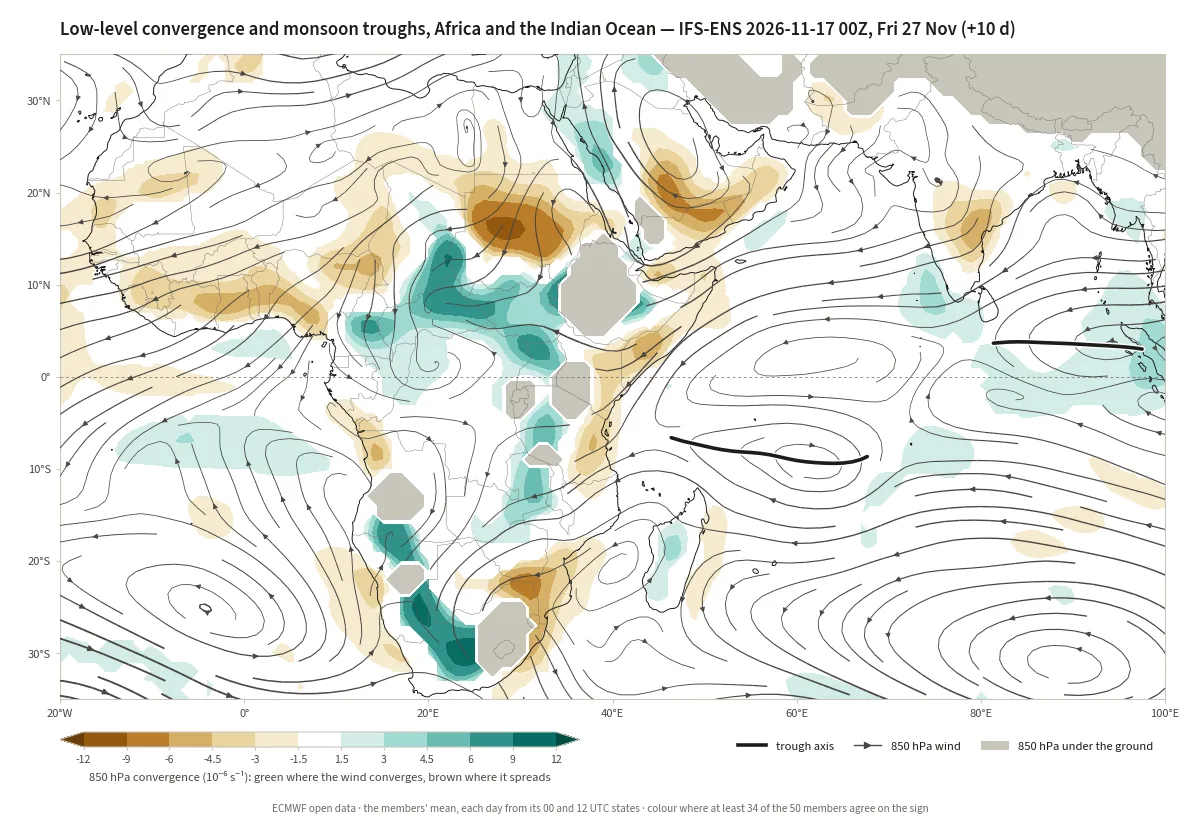 Low-level convergence and monsoon troughs, Africa and the Indian Ocean — IFS-ENS 2026-11-17 00Z, Fri 27 Nov (+10 d)
30°N
20°N
10°N
0°
10°S
20°S
30°S
20°W 0° 20°E 40°E 60°E 80°E 100°E
-12 -9 -6 -4.5 -3 -1.5 1.5 3 4.5 6 9 12
850 hPa convergence (10⁻⁶ s⁻¹): green where the wind converges, brown where it spreads
trough axis 850 hPa wind 850 hPa under the ground
ECMWF open data · the members' mean, each day from its 00 and 12 UTC states · colour where at least 34 of the 50 members agree on the sign